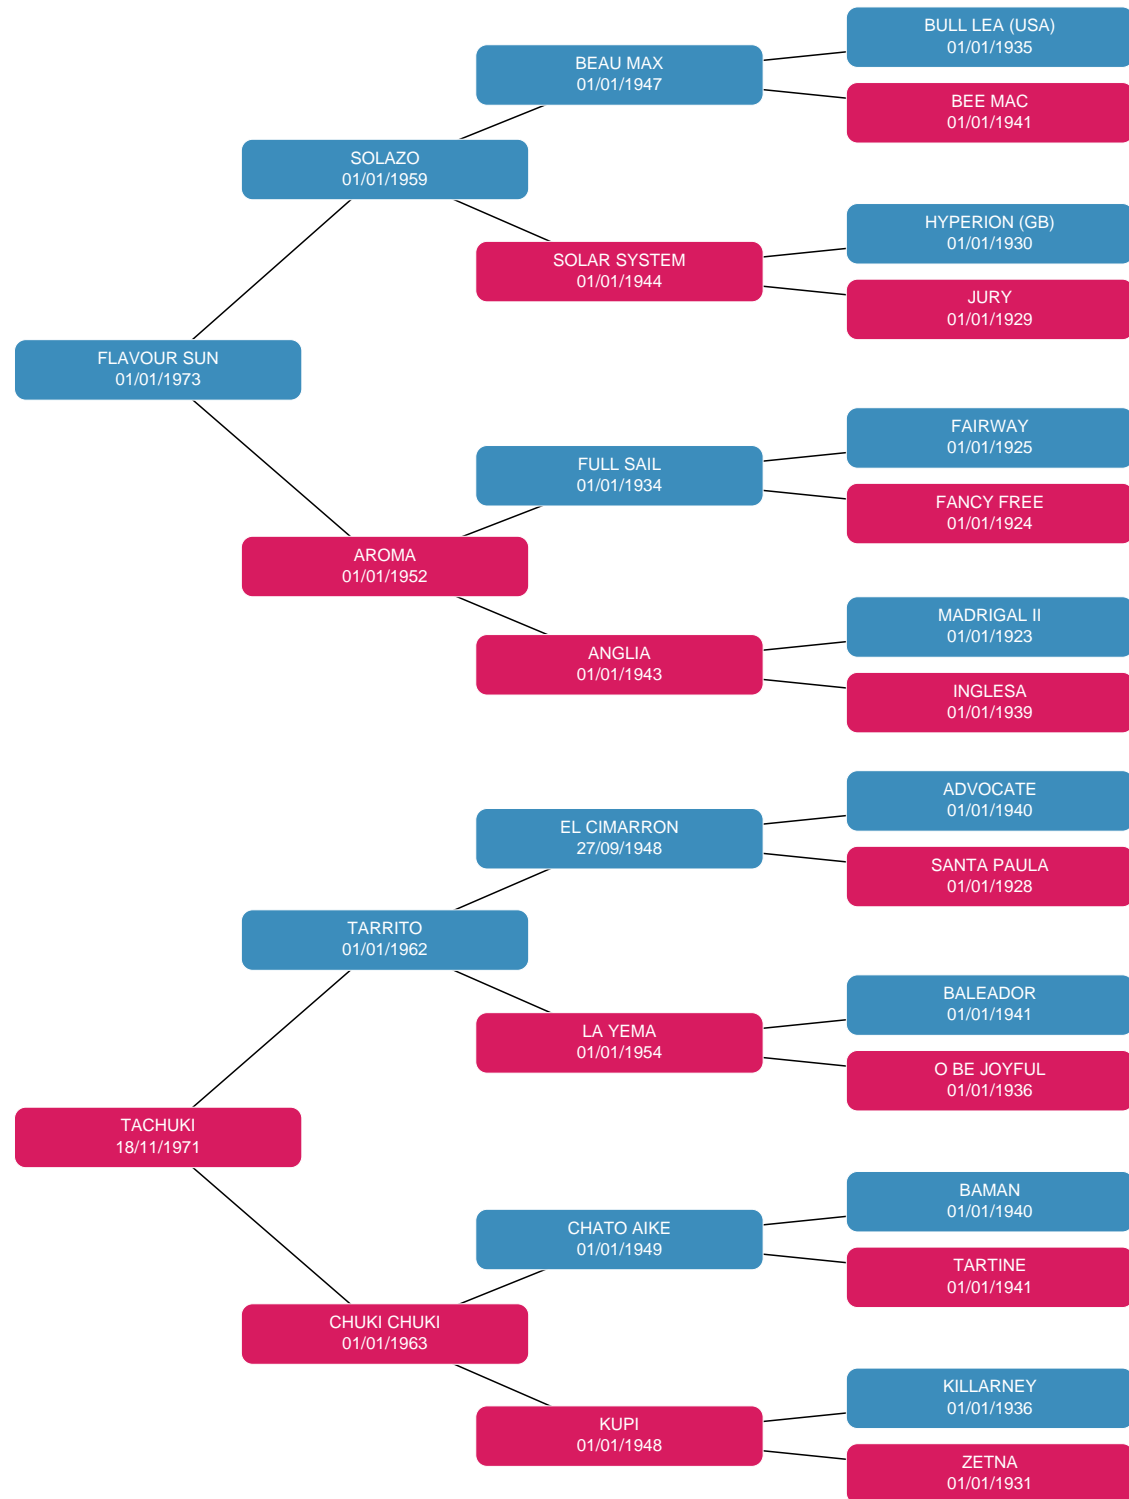 BULL LEA (USA)
01/01/1935
BEAU MAX
01/01/1947
BEE MAC
01/01/1941
SOLAZO
01/01/1959
HYPERION (GB)
01/01/1930
SOLAR SYSTEM
01/01/1944
JURY
01/01/1929
FLAVOUR SUN
01/01/1973
FAIRWAY
01/01/1925
FULL SAIL
01/01/1934
FANCY FREE
01/01/1924
AROMA
01/01/1952
MADRIGAL II
01/01/1923
ANGLIA
01/01/1943
INGLESA
01/01/1939
ADVOCATE
01/01/1940
EL CIMARRON
27/09/1948
SANTA PAULA
01/01/1928
TARRITO
01/01/1962
BALEADOR
01/01/1941
LA YEMA
01/01/1954
O BE JOYFUL
01/01/1936
TACHUKI
18/11/1971
BAMAN
01/01/1940
CHATO AIKE
01/01/1949
TARTINE
01/01/1941
CHUKI CHUKI
01/01/1963
KILLARNEY
01/01/1936
KUPI
01/01/1948
ZETNA
01/01/1931